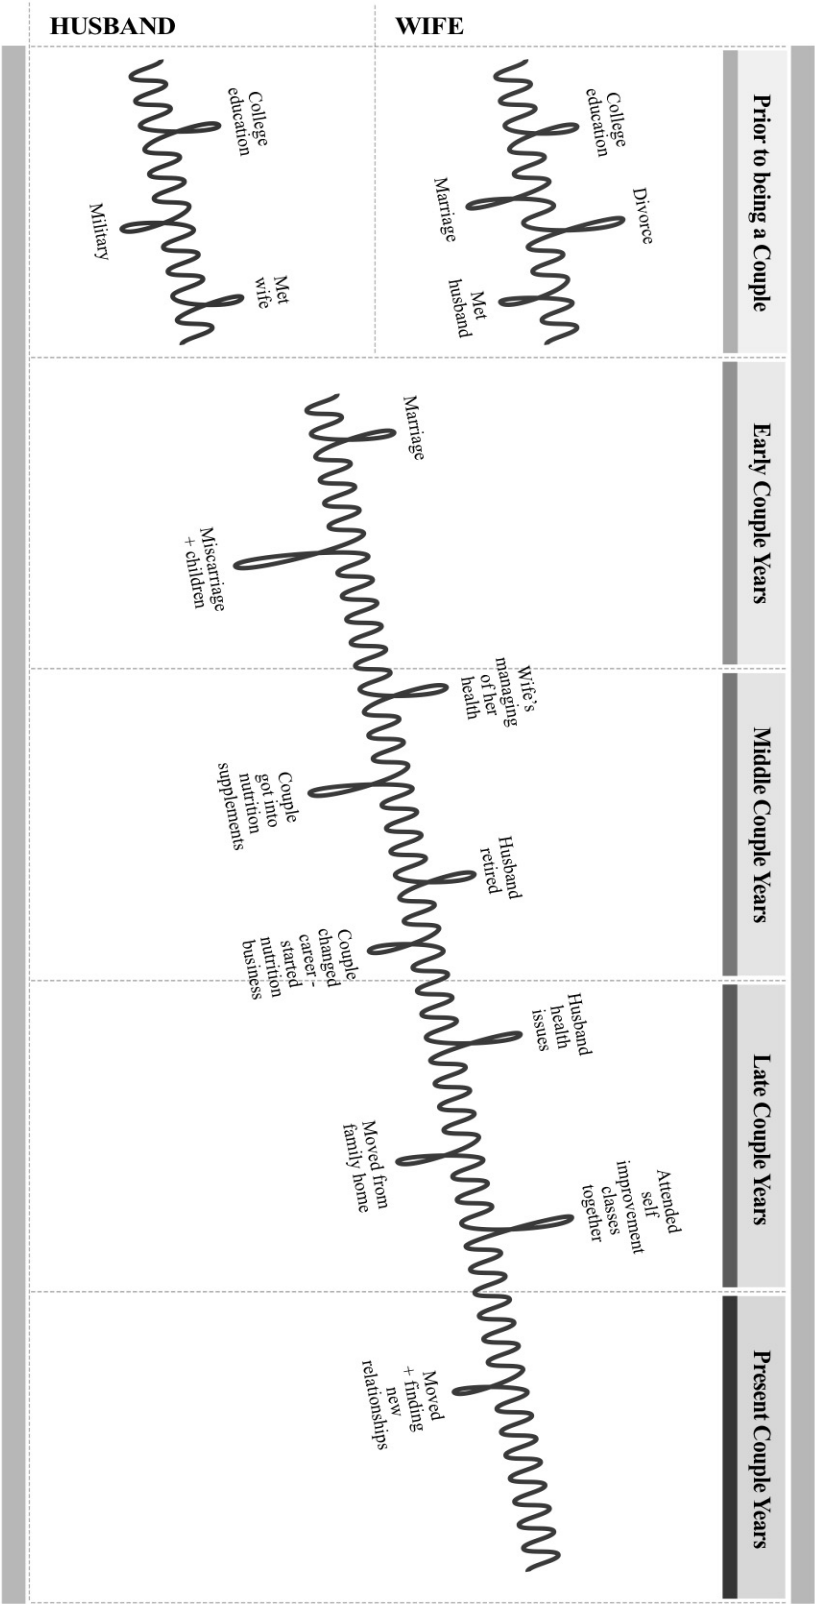 HUSBAND
WIFE
Prior to being a Couple
College
education
Divorce
Marriage
Met
husband
College
education
Military
Met
wife
Early Couple Years
Marriage
Miscarriage
+ children
Middle Couple Years
Wife's
managing
of her
health
Couple
got into
nutrition
supplements
Husband
retired
Couple
changed
career -
started
nutrition
business
Late Couple Years
Husband
health
issues
Moved from
family home
Attended
self
improvement
classes
together
Present Couple Years
Moved
+ finding
new
relationships